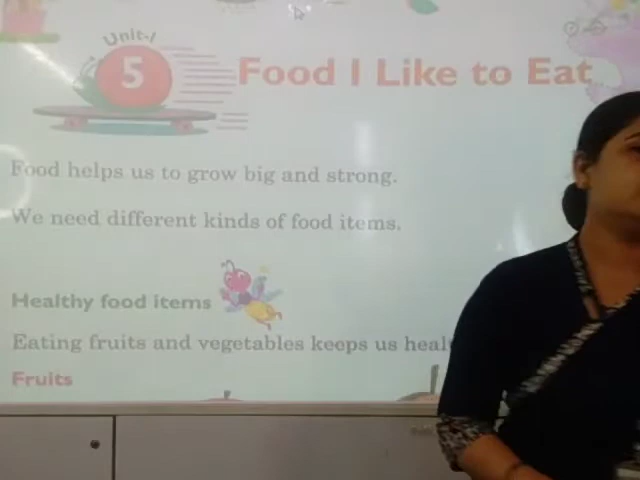 Unit-I
5
Food I Like to Eat
Food helps us to grow big and strong.
We need different kinds of food items.
Healthy food items
Eating fruits and vegetables keeps us heal
Fruits